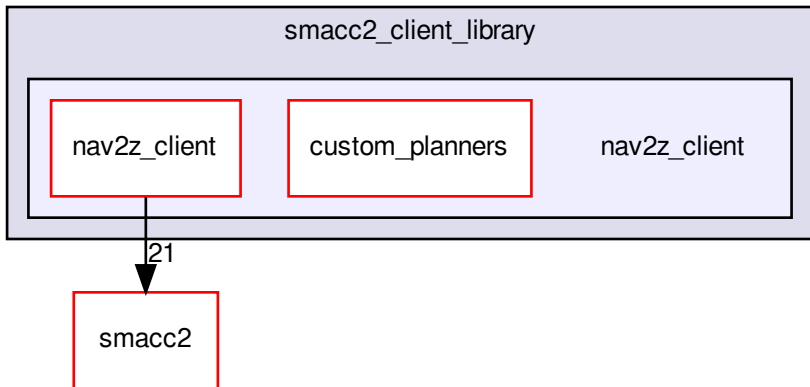 smacc2_client_library
nav2z_client
custom_planners
nav2z_client
21
smacc2